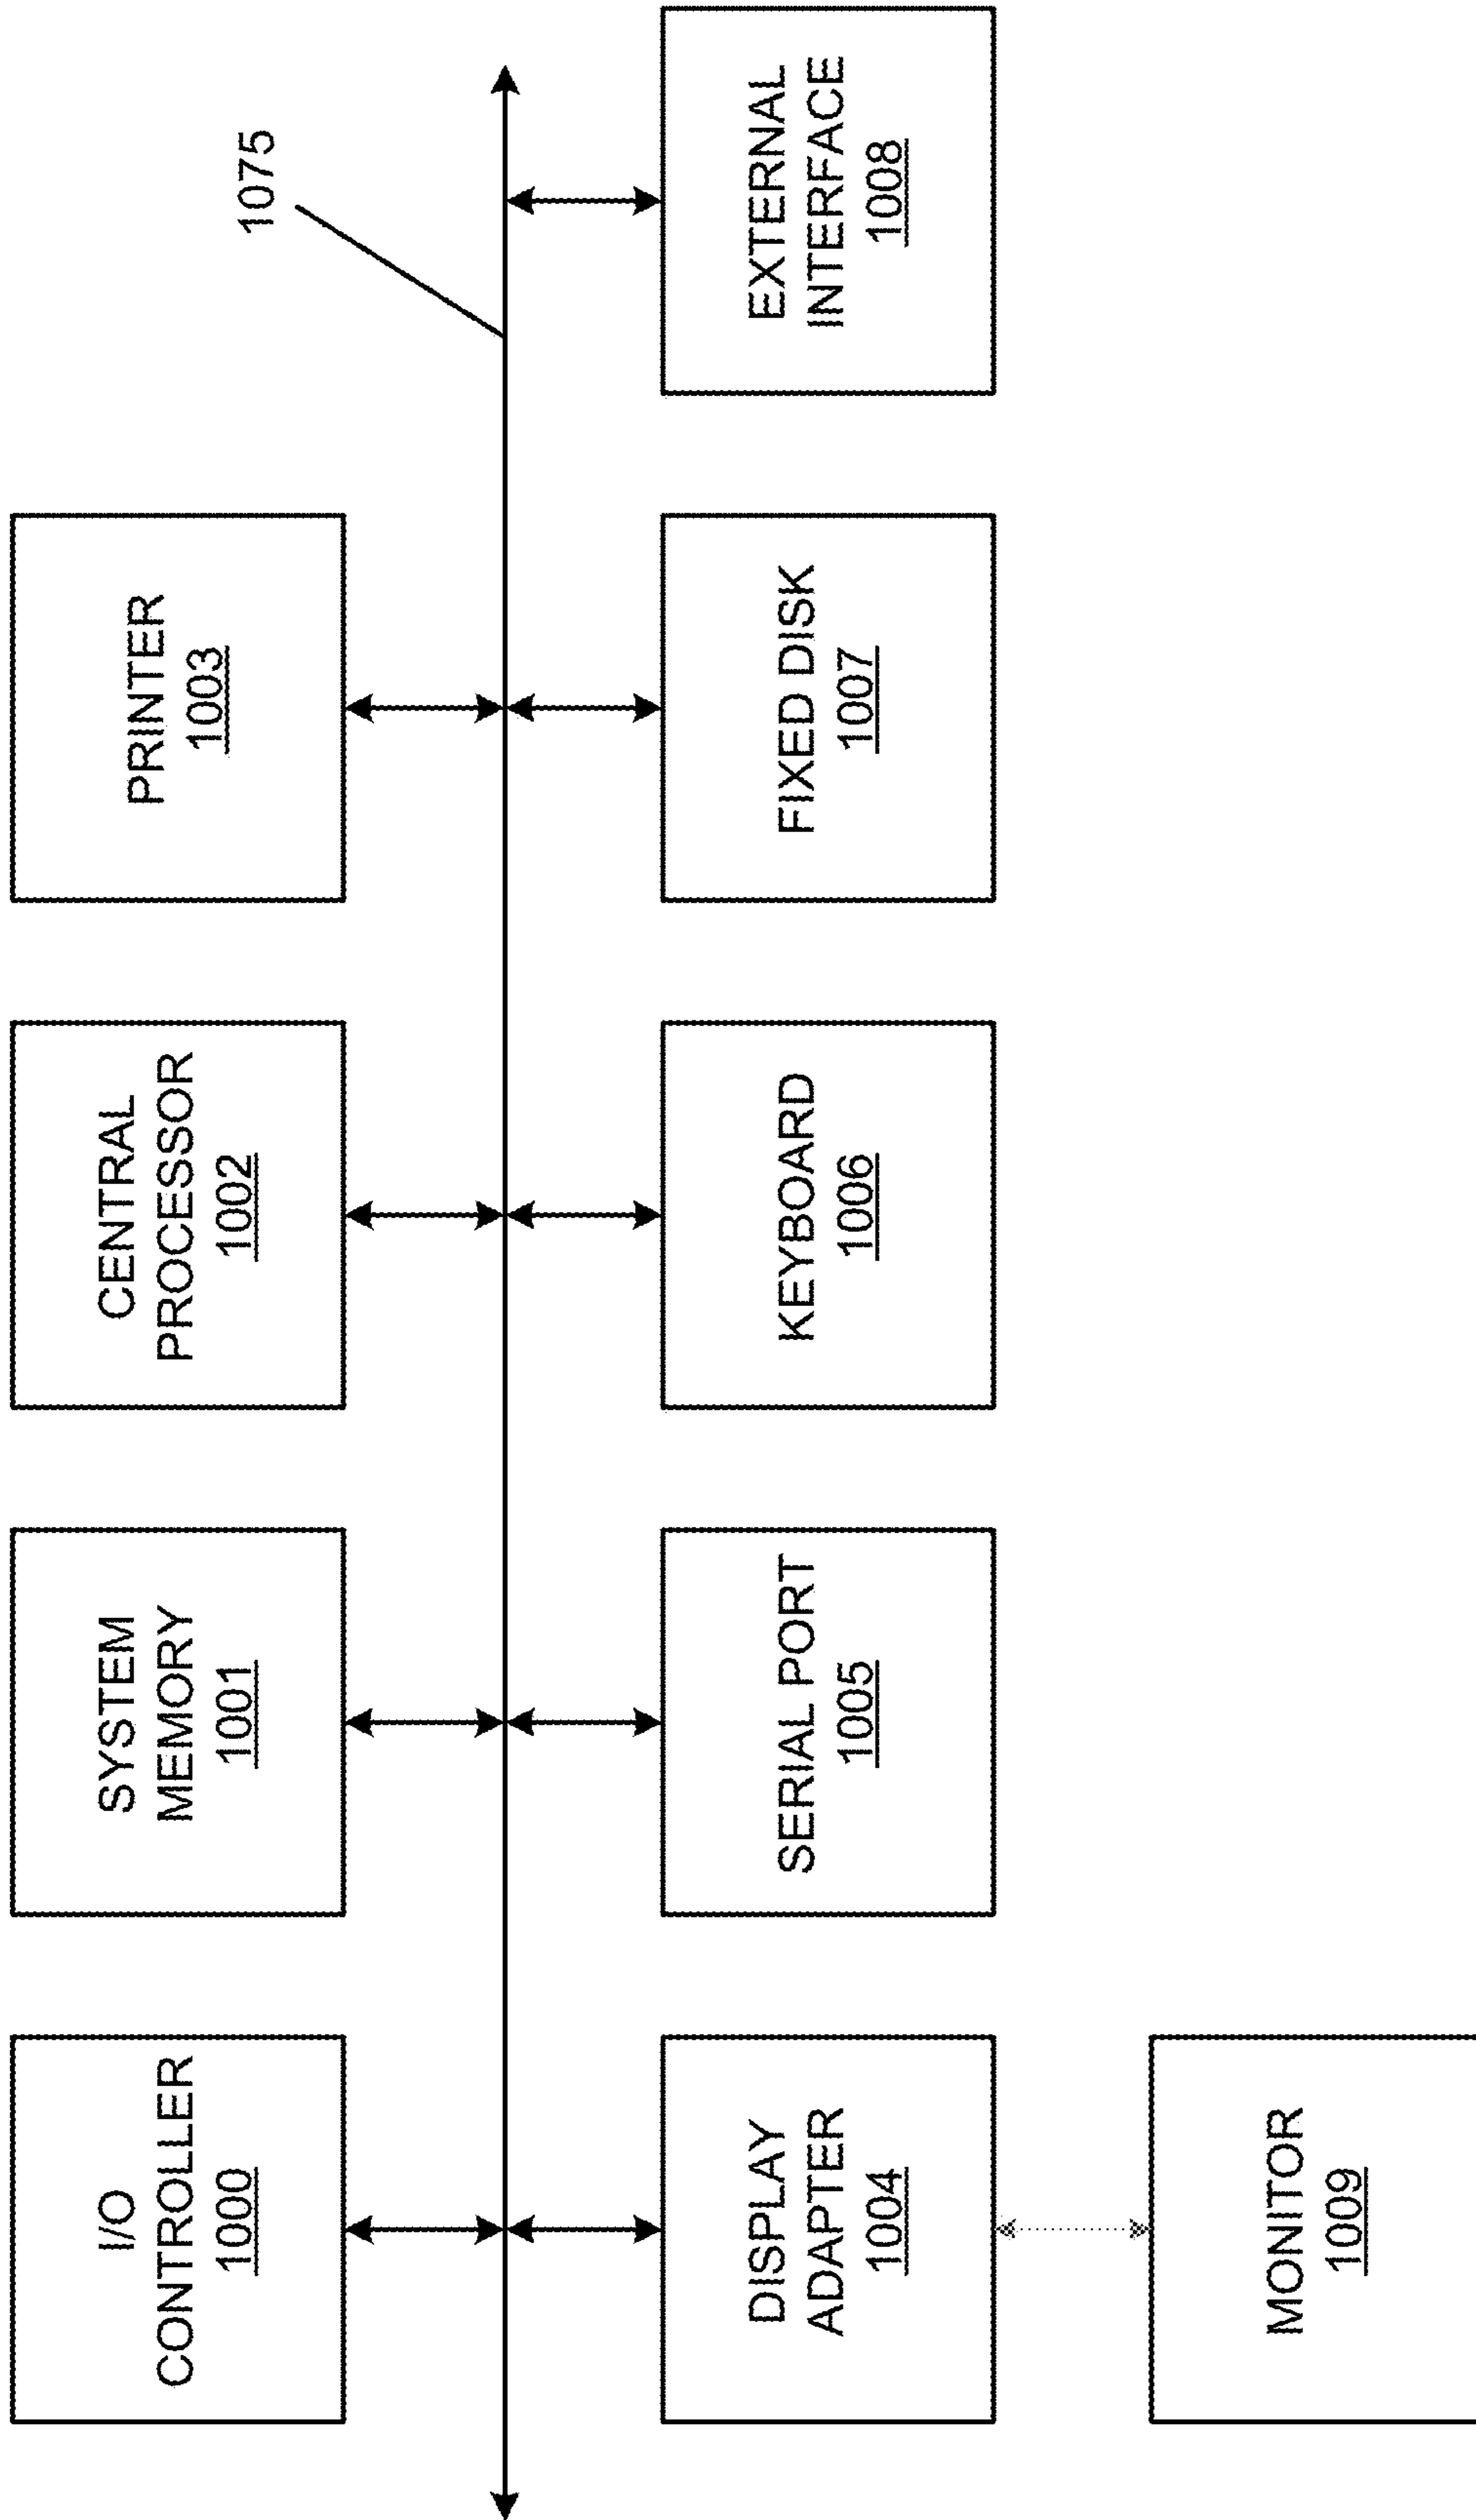 I/O
CONTROLLER
1000
SYSTEM
MEMORY
1001
CENTRAL
PROCESSOR
1002
PRINTER
1003
1075
DISPLAY
ADAPTER
1004
SERIAL PORT
1005
KEYBOARD
1006
FIXED DISK
1007
EXTERNAL
INTERFACE
1008
MONITOR
1009